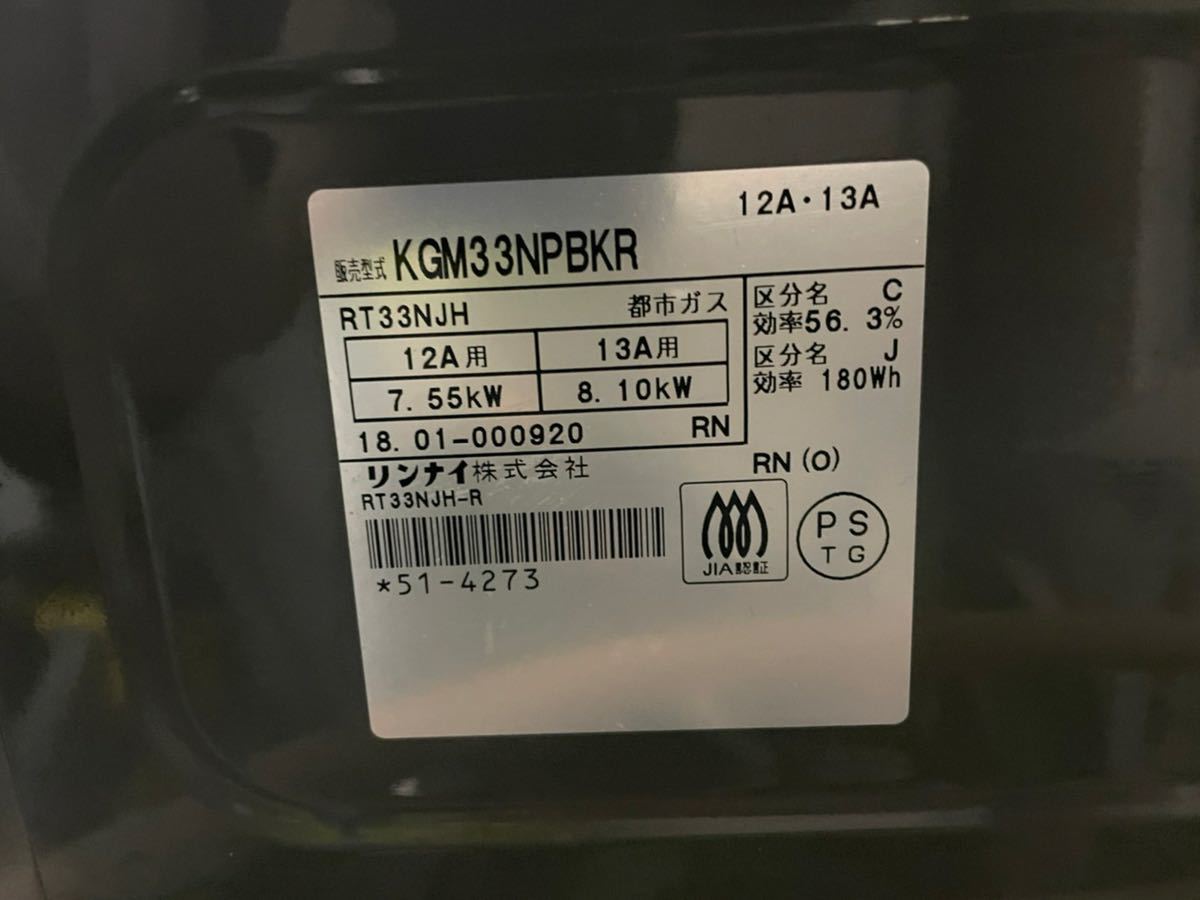 12A・13A
販売型式 KGM33NPBKR
RT33NJH 都市ガス
12A用 13A用
7.55kW 8.10kW
18.01-000920 RN
区分名 C
効率56.3%
区分名 J
効率 180Wh
リンナイ株式会社
RT33NJH-R
*51-4273
RN(O)
JIA認証
PS
TG